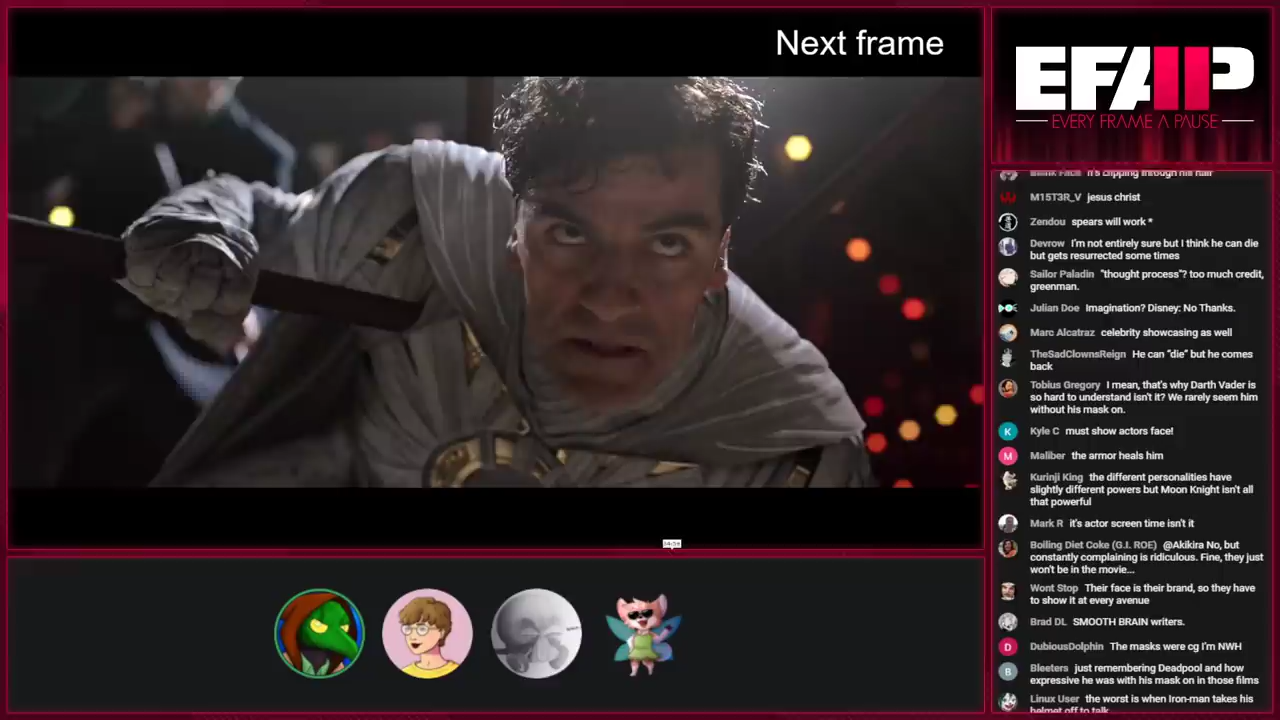 Next frame
EFAP
EVERY FRAME A PAUSE
it's clipping through his hair
M15T3R_V jesus christ
Zendou spears will work *
Devrow I'm not entirely sure but I think he can die
but gets resurrected some times
Sailor Paladin "thought process"? too much credit,
greenman.
Julian Doe Imagination? Disney: No Thanks.
Marc Alcatraz celebrity showcasing as well
TheSadClownsReign He can "die" but he comes
back
Tobius Gregory I mean, that's why Darth Vader is
so hard to understand isn't it? We rarely seem him
without his mask on.
K
Kyle C must show actors face!
M
Maliber the armor heals him
Kurinji King the different personalities have
slightly different powers but Moon Knight isn't all
that powerful
Mark R it's actor screen time isn't it
Boiling Diet Coke (G.I. ROE) @Akikira No, but
constantly complaining is ridiculous. Fine, they just
won't be in the movie...
Wont Stop Their face is their brand, so they have
to show it at every avenue
Brad DL SMOOTH BRAIN writers.
D
DubiousDolphin The masks were cg I'm NWH
B
Bleeters just remembering Deadpool and how
expressive he was with his mask on in those films
Linux User the worst is when Iron-man takes his
helmet off to talk